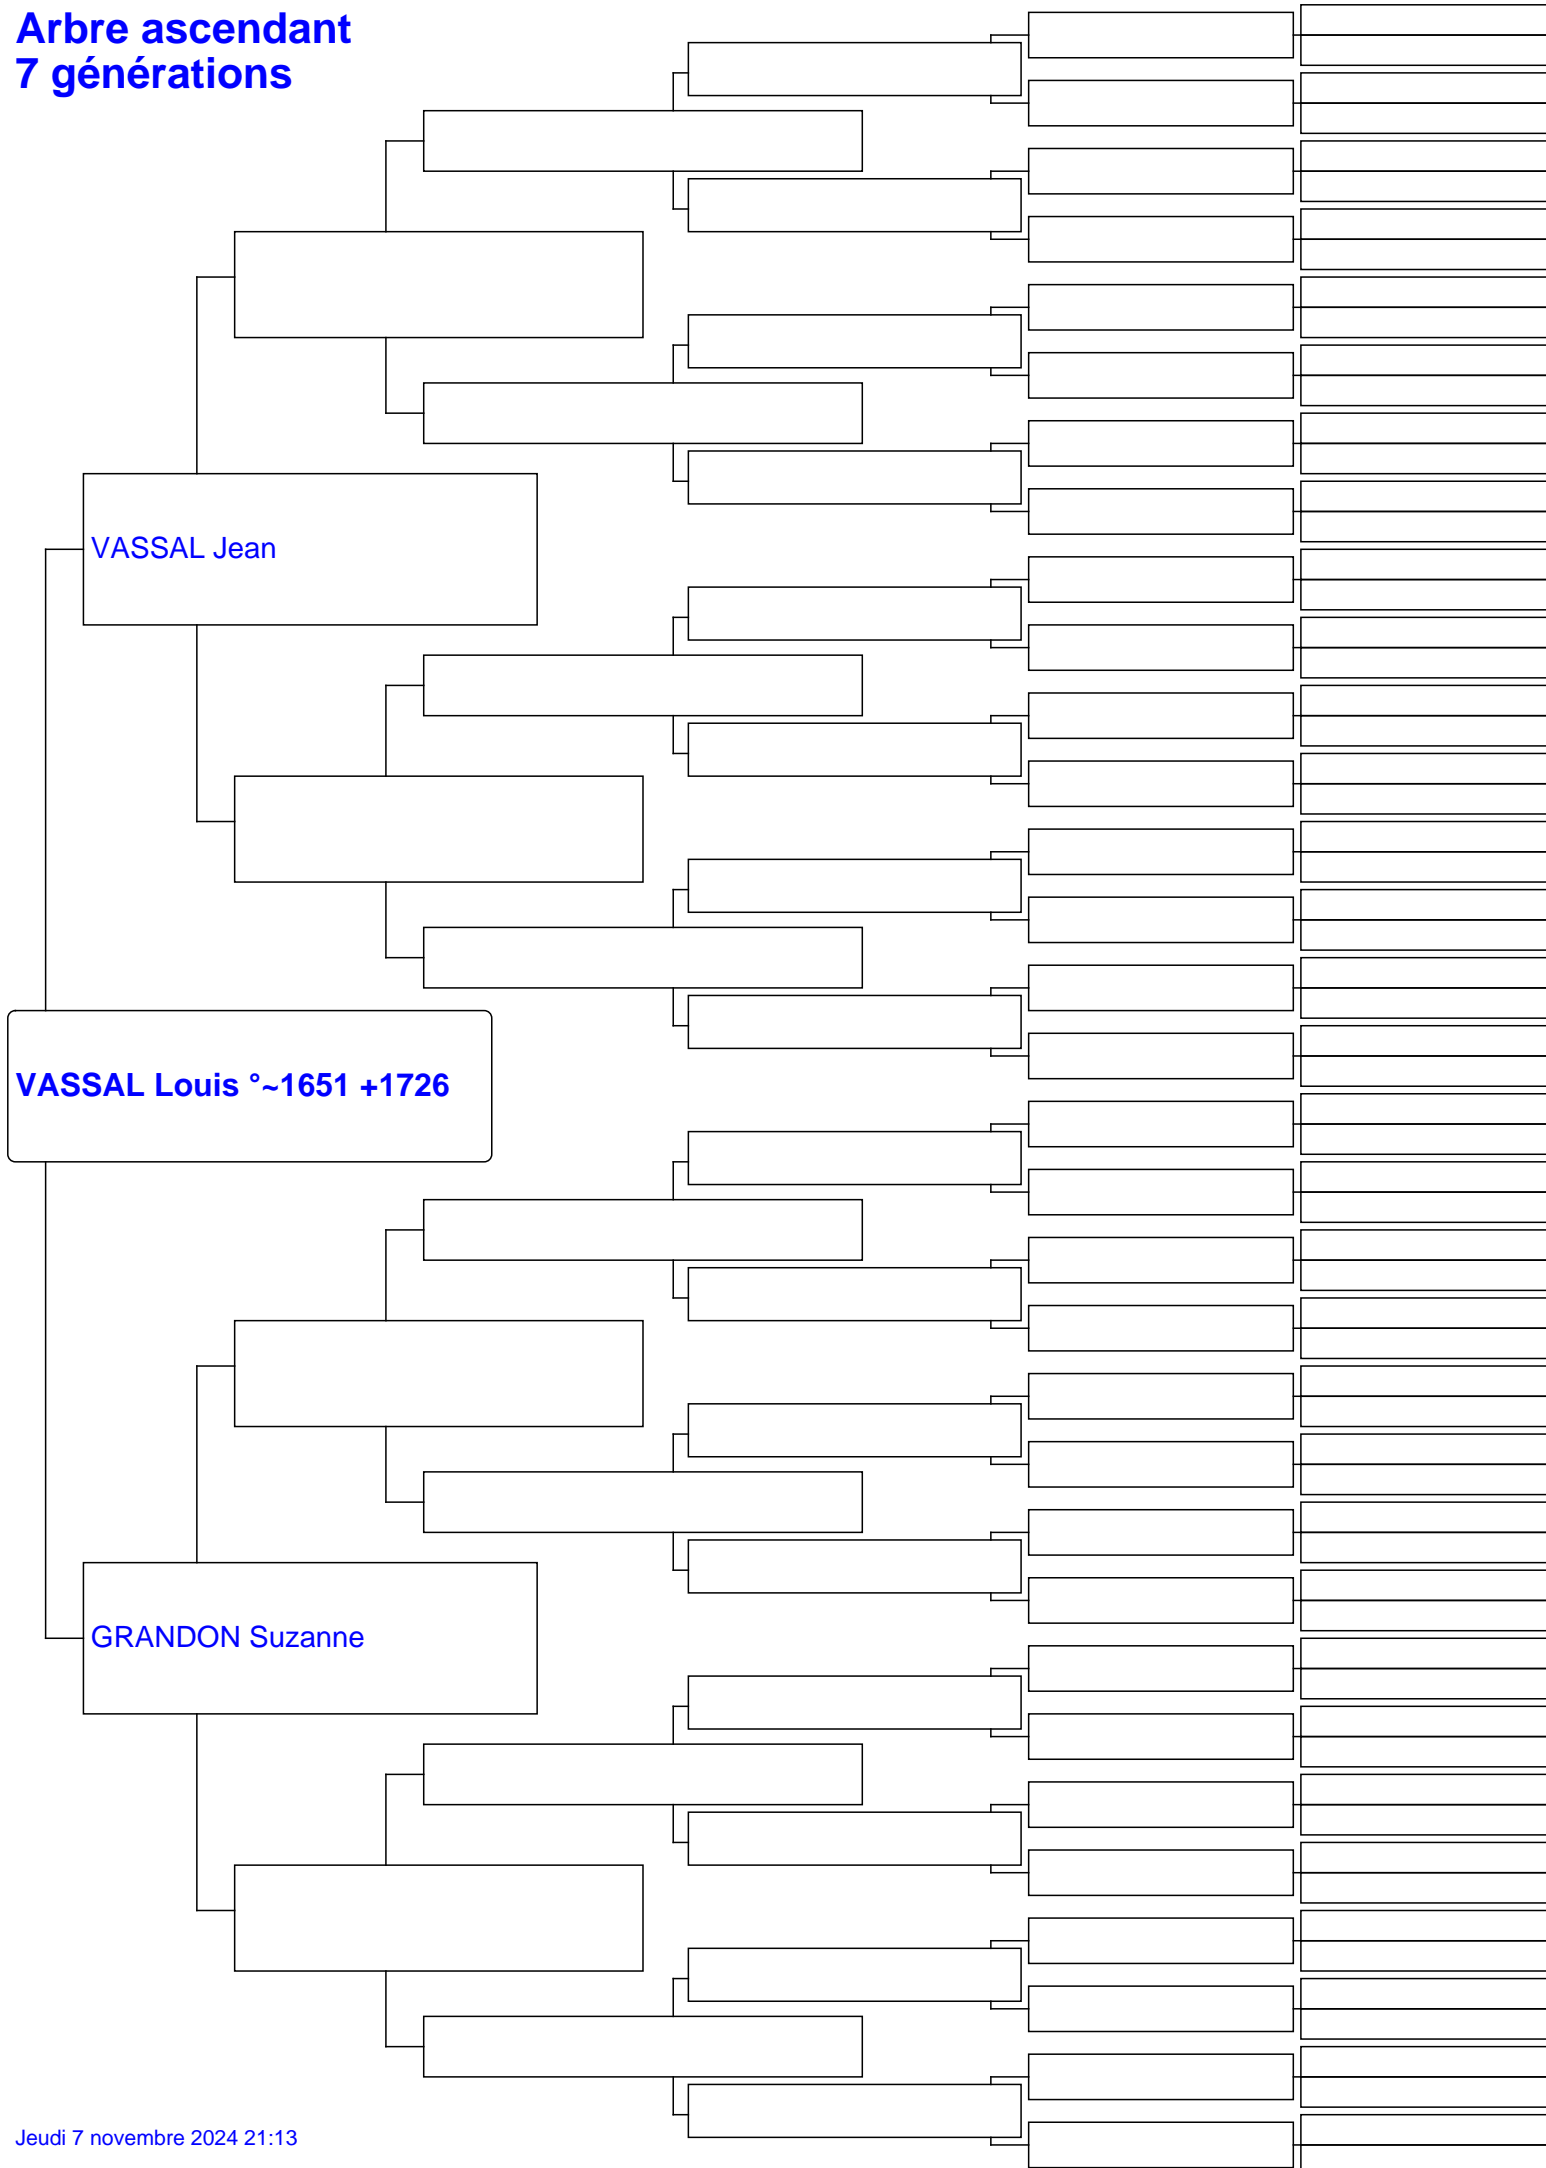 Arbre ascendant
7 générations
VASSAL Jean
VASSAL Louis °~1651 +1726
GRANDON Suzanne
Jeudi 7 novembre 2024 21:13